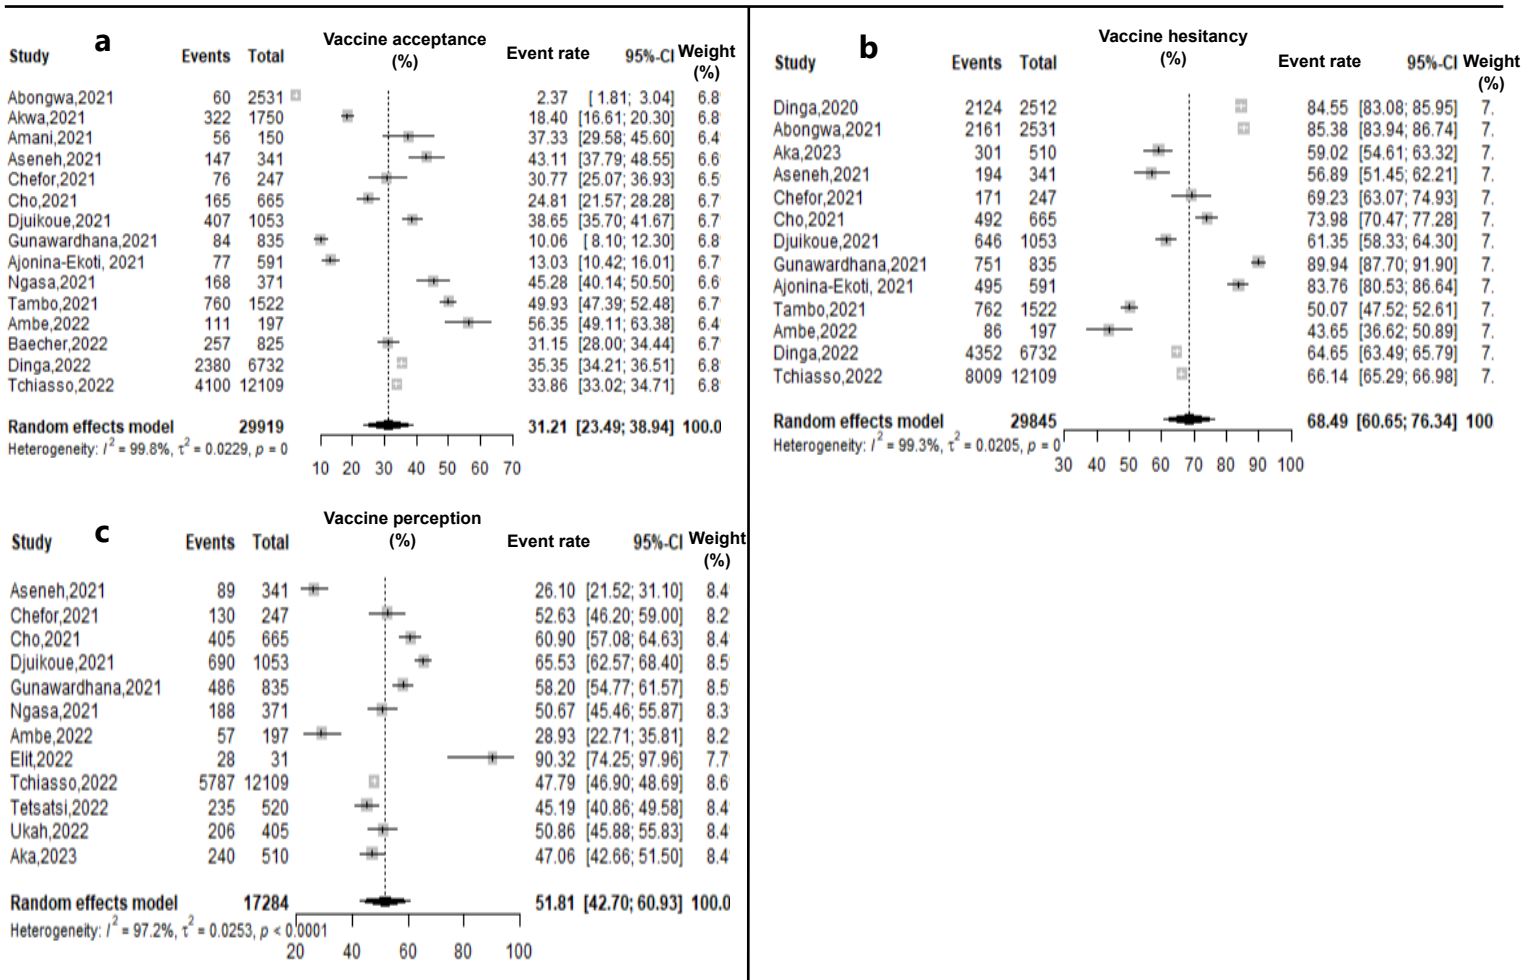 a
Vaccine acceptance
(%)
Study Events Total Event rate 95%-CI Weight
(%)
Abongwa,2021 60 2531 2.37 [ 1.81; 3.04] 6.8
Akwa,2021 322 1750 18.40 [16.61; 20.30] 6.8
Amani,2021 56 150 37.33 [29.58; 45.60] 6.4
Aseneh,2021 147 341 43.11 [37.79; 48.55] 6.6
Chefor,2021 76 247 30.77 [25.07; 36.93] 6.5
Cho,2021 165 665 24.81 [21.57; 28.28] 6.7
Djuikoue,2021 407 1053 38.65 [35.70; 41.67] 6.7
Gunawardhana,2021 84 835 10.06 [ 8.10; 12.30] 6.8
Ajonina-Ekoti, 2021 77 591 13.03 [10.42; 16.01] 6.7
Ngasa,2021 168 371 45.28 [40.14; 50.50] 6.6
Tambo,2021 760 1522 49.93 [47.39; 52.48] 6.7
Ambe,2022 111 197 56.35 [49.11; 63.38] 6.4
Baecher,2022 257 825 31.15 [28.00; 34.44] 6.7
Dinga,2022 2380 6732 35.35 [34.21; 36.51] 6.8
Tchiasso,2022 4100 12109 33.86 [33.02; 34.71] 6.8
Random effects model 29919 31.21 [23.49; 38.94] 100.0
Heterogeneity: I² = 99.8%, τ² = 0.0229, p = 0
10 20 30 40 50 60 70
b
Vaccine hesitancy
(%)
Study Events Total Event rate 95%-CI Weight
(%)
Dinga,2020 2124 2512 84.55 [83.08; 85.95] 7.
Abongwa,2021 2161 2531 85.38 [83.94; 86.74] 7.
Aka,2023 301 510 59.02 [54.61; 63.32] 7.
Aseneh,2021 194 341 56.89 [51.45; 62.21] 7.
Chefor,2021 171 247 69.23 [63.07; 74.93] 7.
Cho,2021 492 665 73.98 [70.47; 77.28] 7.
Djuikoue,2021 646 1053 61.35 [58.33; 64.30] 7.
Gunawardhana,2021 751 835 89.94 [87.70; 91.90] 7.
Ajonina-Ekoti, 2021 495 591 83.76 [80.53; 86.64] 7.
Tambo,2021 762 1522 50.07 [47.52; 52.61] 7.
Ambe,2022 86 197 43.65 [36.62; 50.89] 7.
Dinga,2022 4352 6732 64.65 [63.49; 65.79] 7.
Tchiasso,2022 8009 12109 66.14 [65.29; 66.98] 7.
Random effects model 29845 68.49 [60.65; 76.34] 100
Heterogeneity: I² = 99.3%, τ² = 0.0205, p = 0
30 40 50 60 70 80 90 100
c
Vaccine perception
(%)
Study Events Total Event rate 95%-CI Weight
(%)
Aseneh,2021 89 341 26.10 [21.52; 31.10] 8.4
Chefor,2021 130 247 52.63 [46.20; 59.00] 8.2
Cho,2021 405 665 60.90 [57.08; 64.63] 8.4
Djuikoue,2021 690 1053 65.53 [62.57; 68.40] 8.5
Gunawardhana,2021 486 835 58.20 [54.77; 61.57] 8.5
Ngasa,2021 188 371 50.67 [45.46; 55.87] 8.3
Ambe,2022 57 197 28.93 [22.71; 35.81] 8.2
Elit,2022 28 31 90.32 [74.25; 97.96] 7.7
Tchiasso,2022 5787 12109 47.79 [46.90; 48.69] 8.6
Tetsatsi,2022 235 520 45.19 [40.86; 49.58] 8.4
Ukah,2022 206 405 50.86 [45.88; 55.83] 8.4
Aka,2023 240 510 47.06 [42.66; 51.50] 8.4
Random effects model 17284 51.81 [42.70; 60.93] 100.0
Heterogeneity: I² = 97.2%, τ² = 0.0253, p < 0.0001
20 40 60 80 100